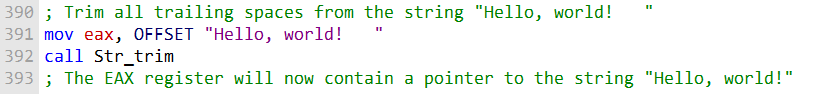 390 ; Trim all trailing spaces from the string "Hello, world!   "
391 mov eax, OFFSET "Hello, world!   "
392 call Str_trim
393 ; The EAX register will now contain a pointer to the string "Hello, world!"